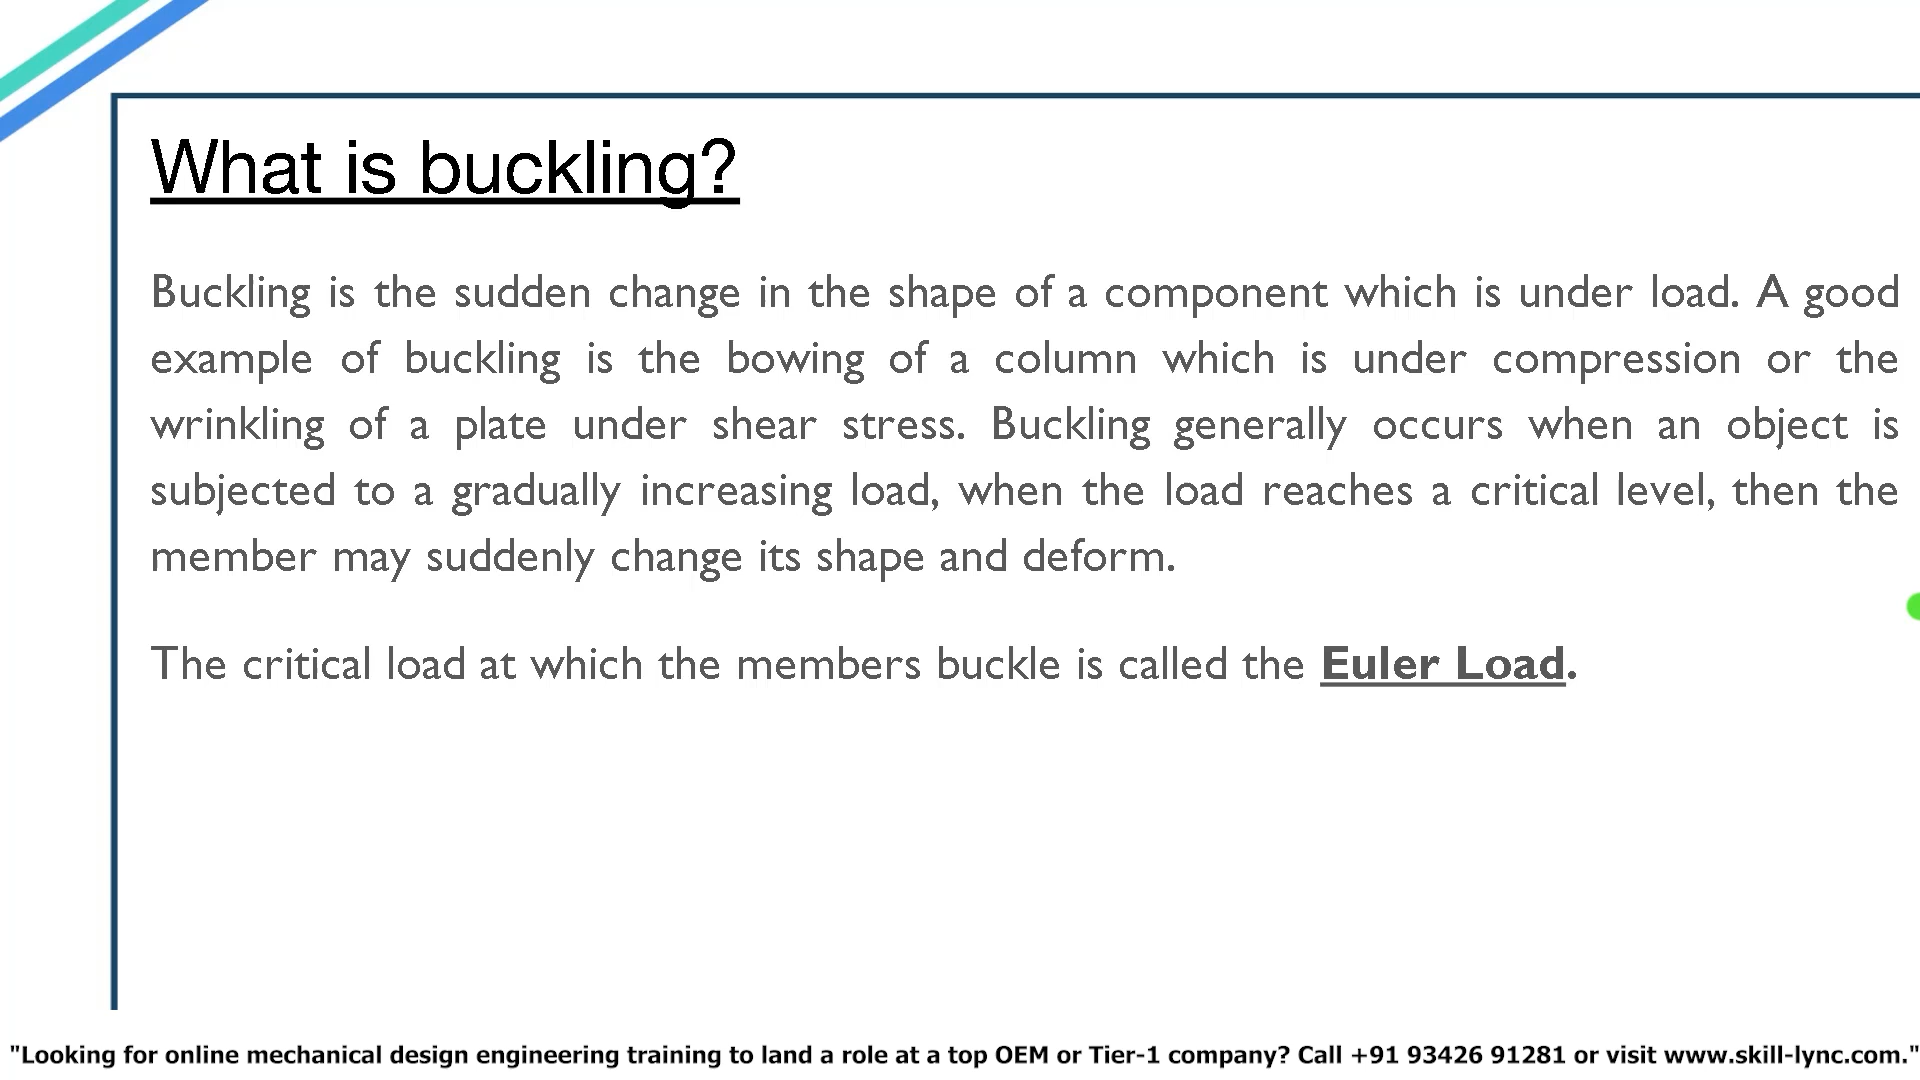 What is buckling?
Buckling is the sudden change in the shape of a component which is under load. A good
example of buckling is the bowing of a column which is under compression or the
wrinkling of a plate under shear stress. Buckling generally occurs when an object is
subjected to a gradually increasing load, when the load reaches a critical level, then the
member may suddenly change its shape and deform.
The critical load at which the members buckle is called the Euler Load.
"Looking for online mechanical design engineering training to land a role at a top OEM or Tier-1 company? Call +91 93426 91281 or visit www.skill-lync.com."